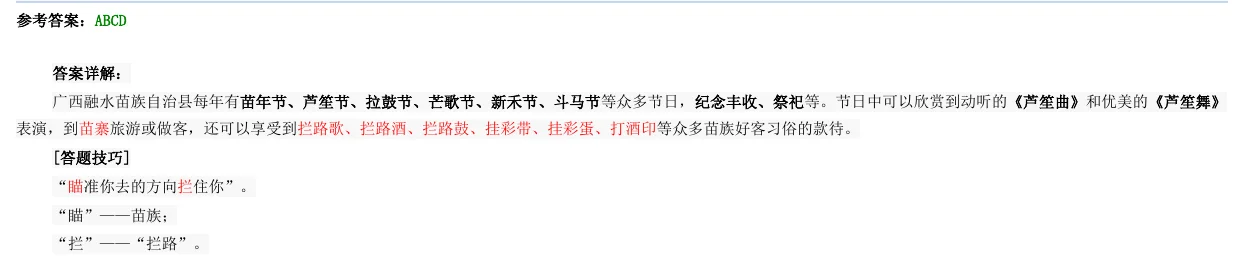 参考答案：ABCD
答案详解：
广西融水苗族自治县每年有苗年节、芦笙节、拉鼓节、芒歌节、新禾节、斗马节等众多节日，纪念丰收、祭祀等。节日中可以欣赏到动听的《芦笙曲》和优美的《芦笙舞》
表演，到苗寨旅游或做客，还可以享受到拦路歌、拦路酒、拦路鼓、挂彩带、挂彩蛋、打酒印等众多苗族好客习俗的款待。
[答题技巧]
“瞄准你去的方向拦住你”。
“瞄”——苗族；
“拦”——“拦路”。